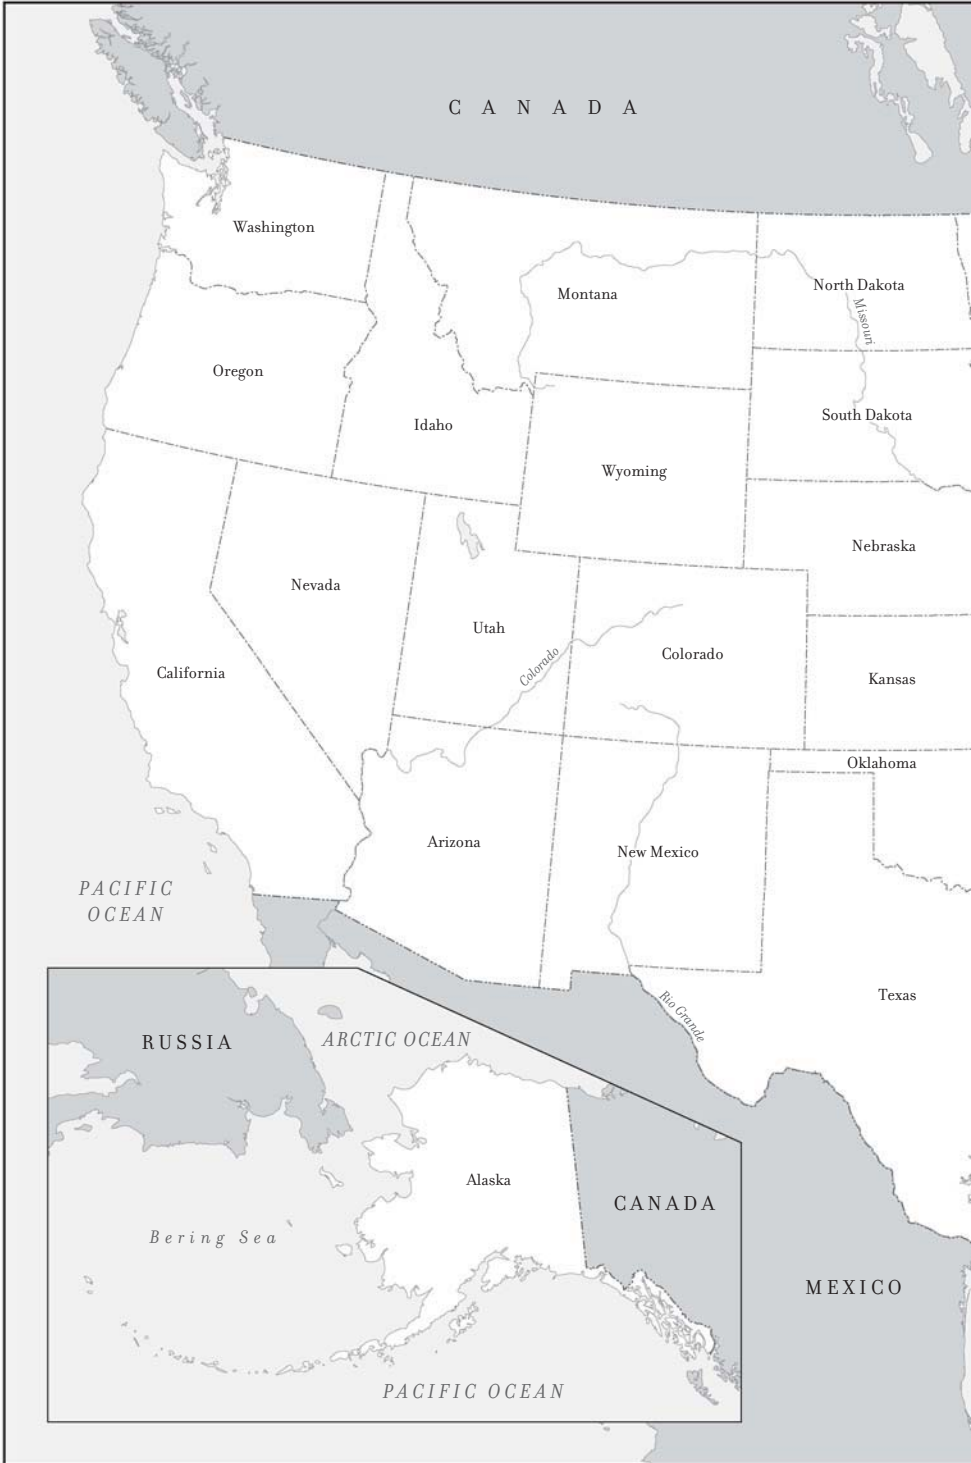 CANADA
Washington
North Dakota
Montana
Missouri
Oregon
South Dakota
Idaho
Wyoming
Nebraska
Nevada
Utah
Colorado
Colorado
California
Kansas
Oklahoma
Arizona
New Mexico
PACIFIC
OCEAN
Texas
Rio Grande
RUSSIA
ARCTIC OCEAN
Alaska
CANADA
Bering Sea
MEXICO
PACIFIC OCEAN